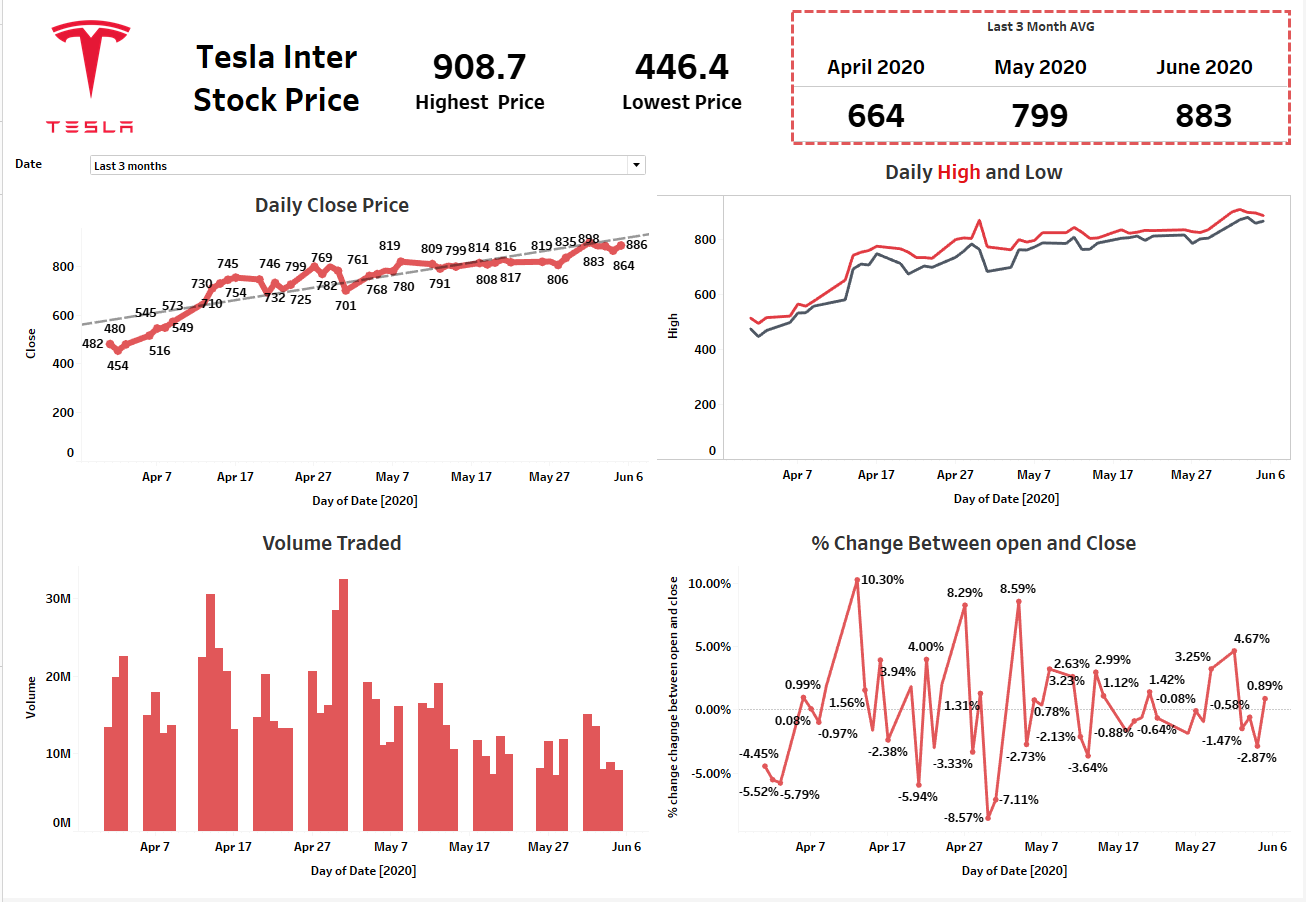 TESLA
Tesla Inter
Stock Price
908.7
Highest  Price
446.4
Lowest Price
Last 3 Month AVG
April 2020 May 2020 June 2020
664 799 883
Date
Last 3 months
Daily Close Price
Close
800
600
400
200
0
482
480
454
545
516
573
549
730
710
745
754
746
732
799
725
769
782
701
761
768
819
780
809
791
799
814
808
816
817
819
806
835
898
883
864
886
Apr 7 Apr 17 Apr 27 May 7 May 17 May 27 Jun 6
Day of Date [2020]
Daily High and Low
High
800
600
400
200
0
Apr 7 Apr 17 Apr 27 May 7 May 17 May 27 Jun 6
Day of Date [2020]
Volume Traded
Volume
30M
20M
10M
0M
Apr 7 Apr 17 Apr 27 May 7 May 17 May 27 Jun 6
Day of Date [2020]
% Change Between open and Close
% change chagnge between open and close
10.00%
5.00%
0.00%
-5.00%
-4.45%
-5.52%
-5.79%
0.99%
0.08%
-0.97%
10.30%
1.56%
3.94%
-2.38%
-5.94%
4.00%
8.29%
-3.33%
1.31%
-8.57%
-7.11%
8.59%
-2.73%
0.78%
3.23%
2.63%
-2.13%
-3.64%
2.99%
1.12%
-0.88%
1.42%
-0.64%
-0.08%
3.25%
4.67%
-1.47%
-0.58%
-2.87%
0.89%
Apr 7 Apr 17 Apr 27 May 7 May 17 May 27 Jun 6
Day of Date [2020]